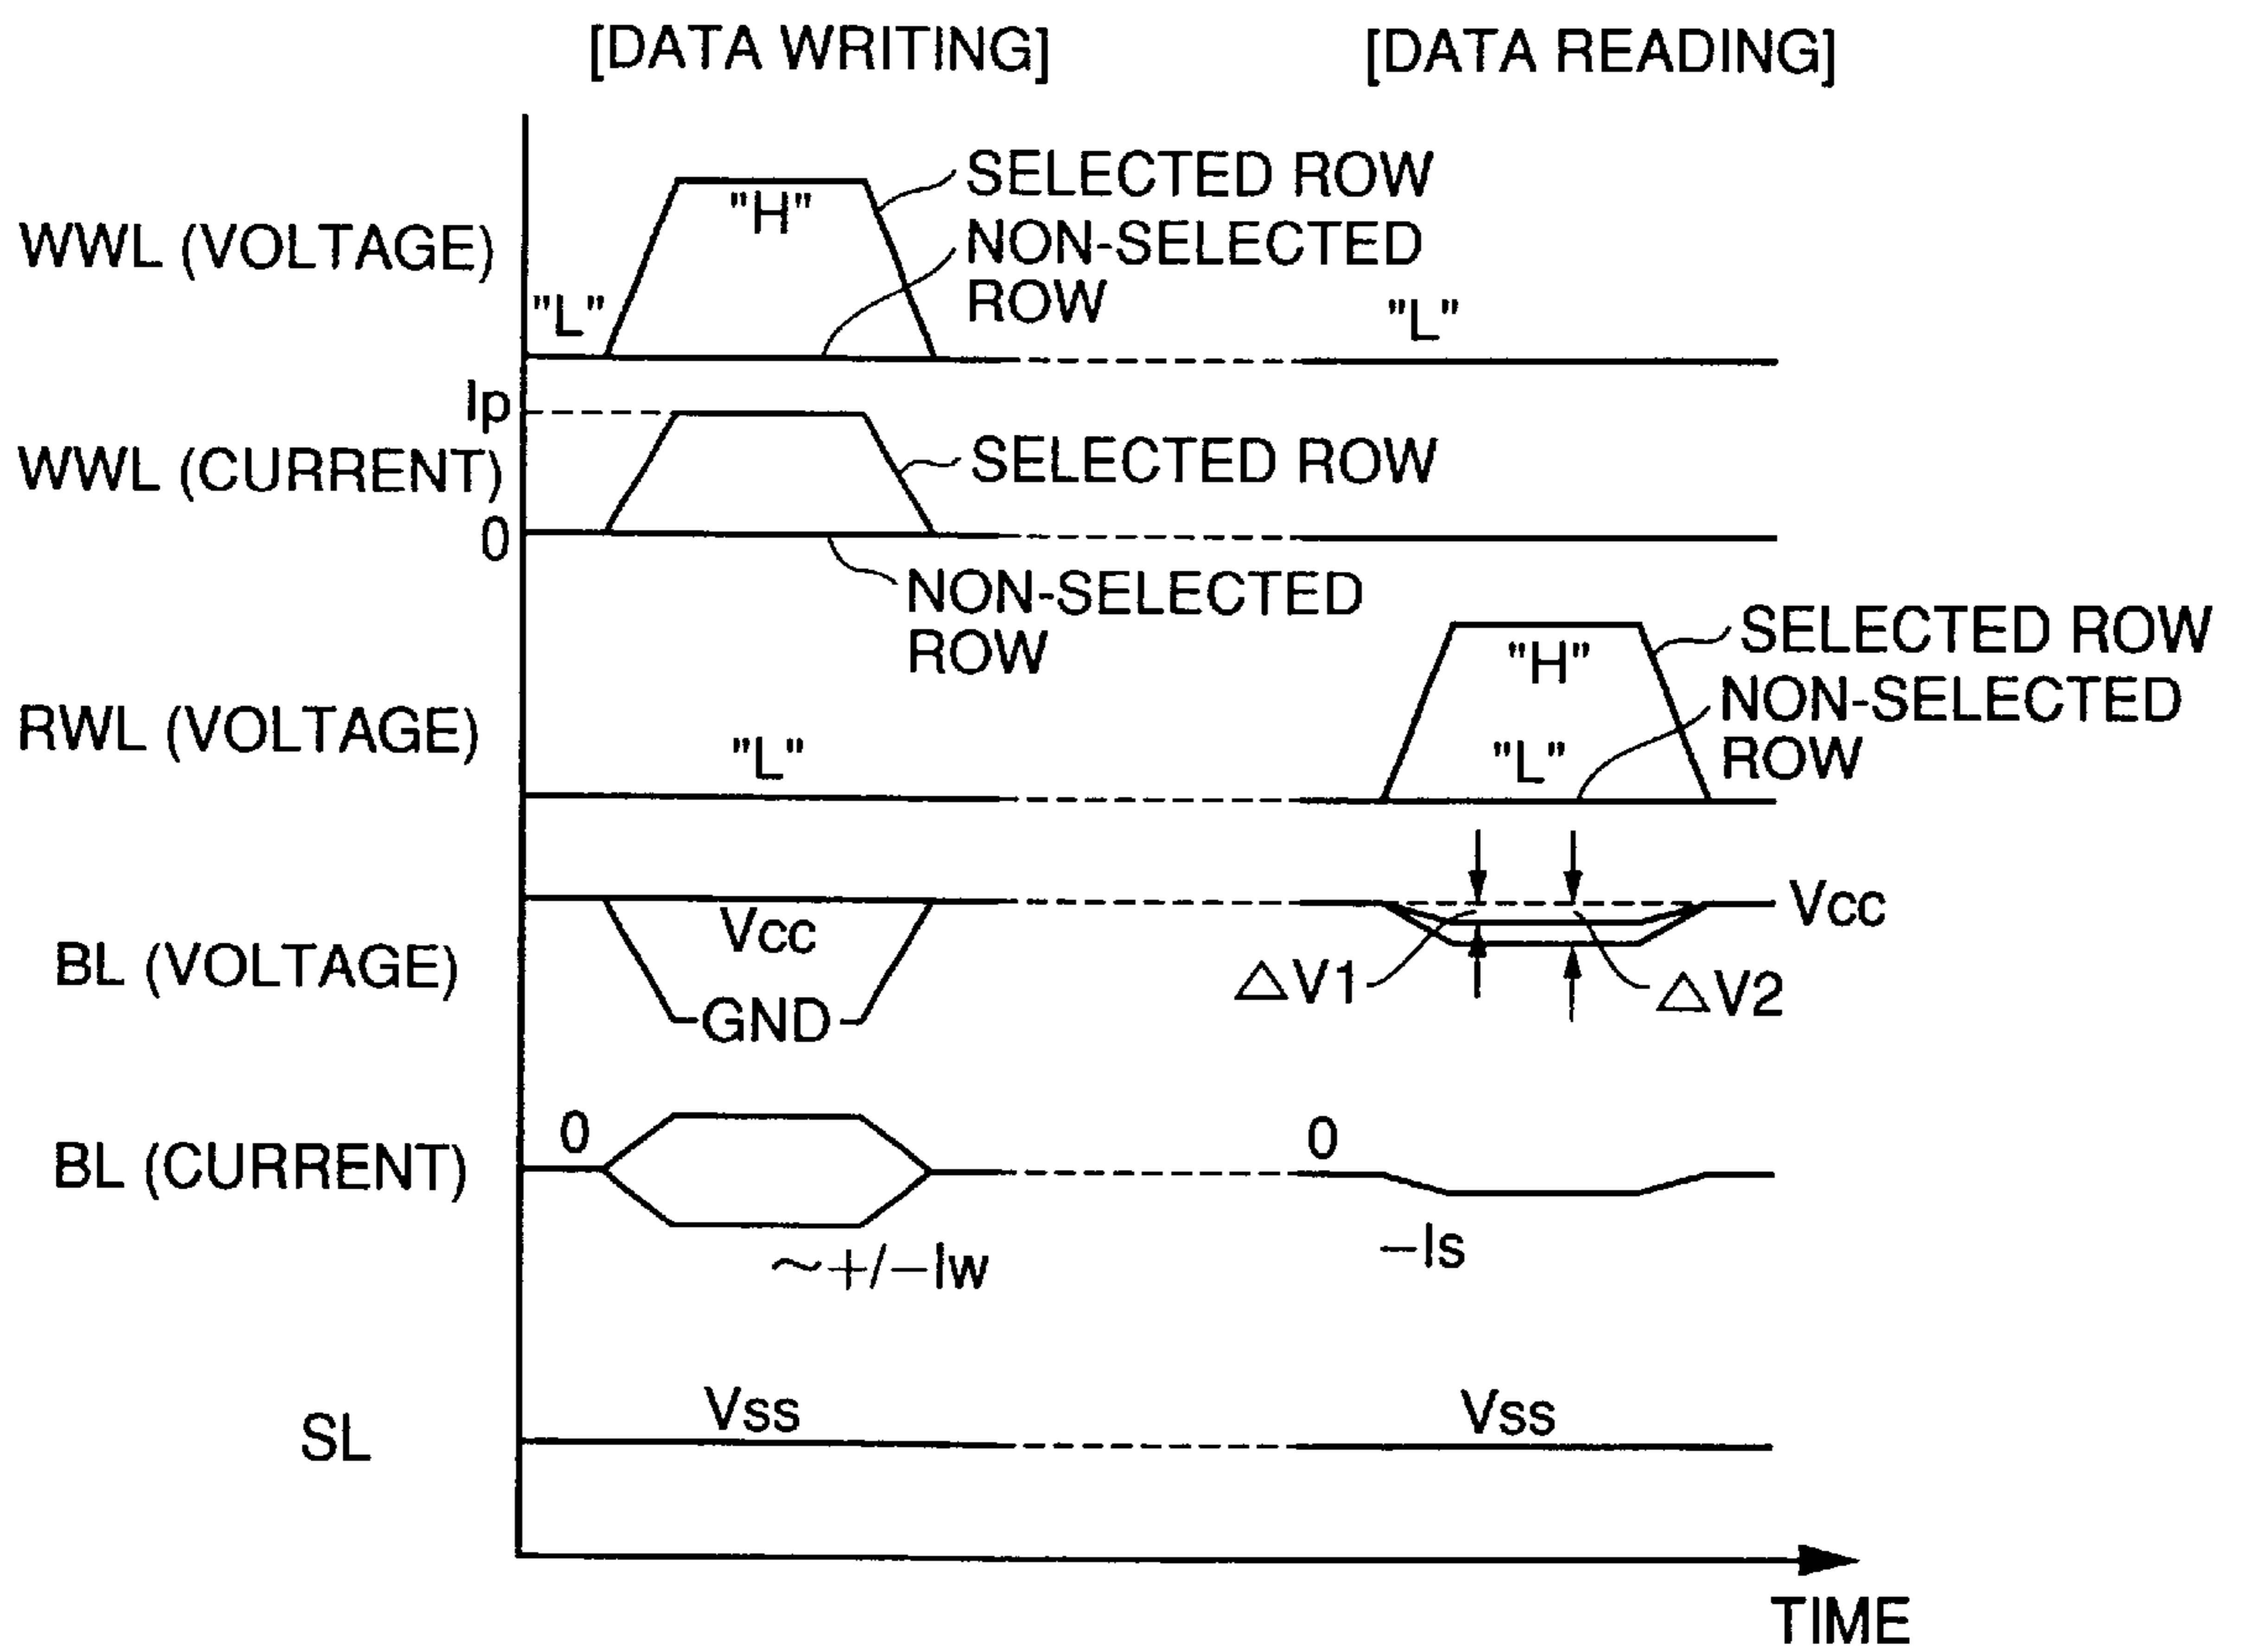 [DATA WRITING] [DATA READING]
SELECTED ROW
"H"
WWL (VOLTAGE)
NON-SELECTED
ROW
"L" "L"
Ip
WWL (CURRENT)
SELECTED ROW
0
NON-SELECTED
ROW
SELECTED ROW
"H"
NON-SELECTED
ROW
RWL (VOLTAGE)
"L" "L"
Vcc Vcc
BL (VOLTAGE)
△V1 △V2
GND
0 0
BL (CURRENT)
~+/−Iw −Is
Vss Vss
SL
TIME